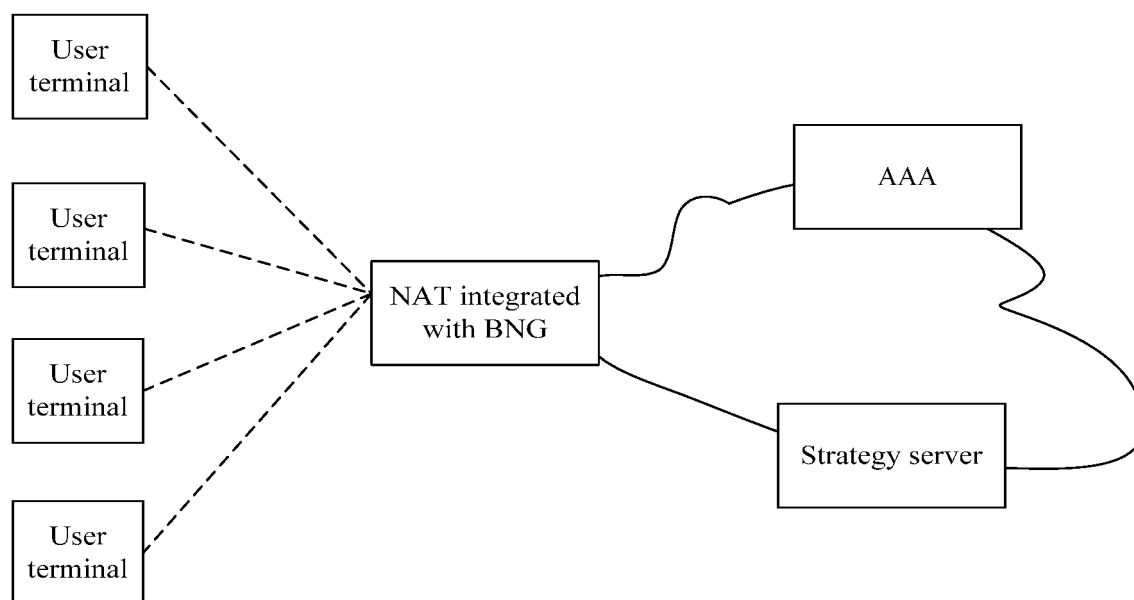 User
terminal
User
terminal
User
terminal
User
terminal
NAT integrated
with BNG
AAA
Strategy server